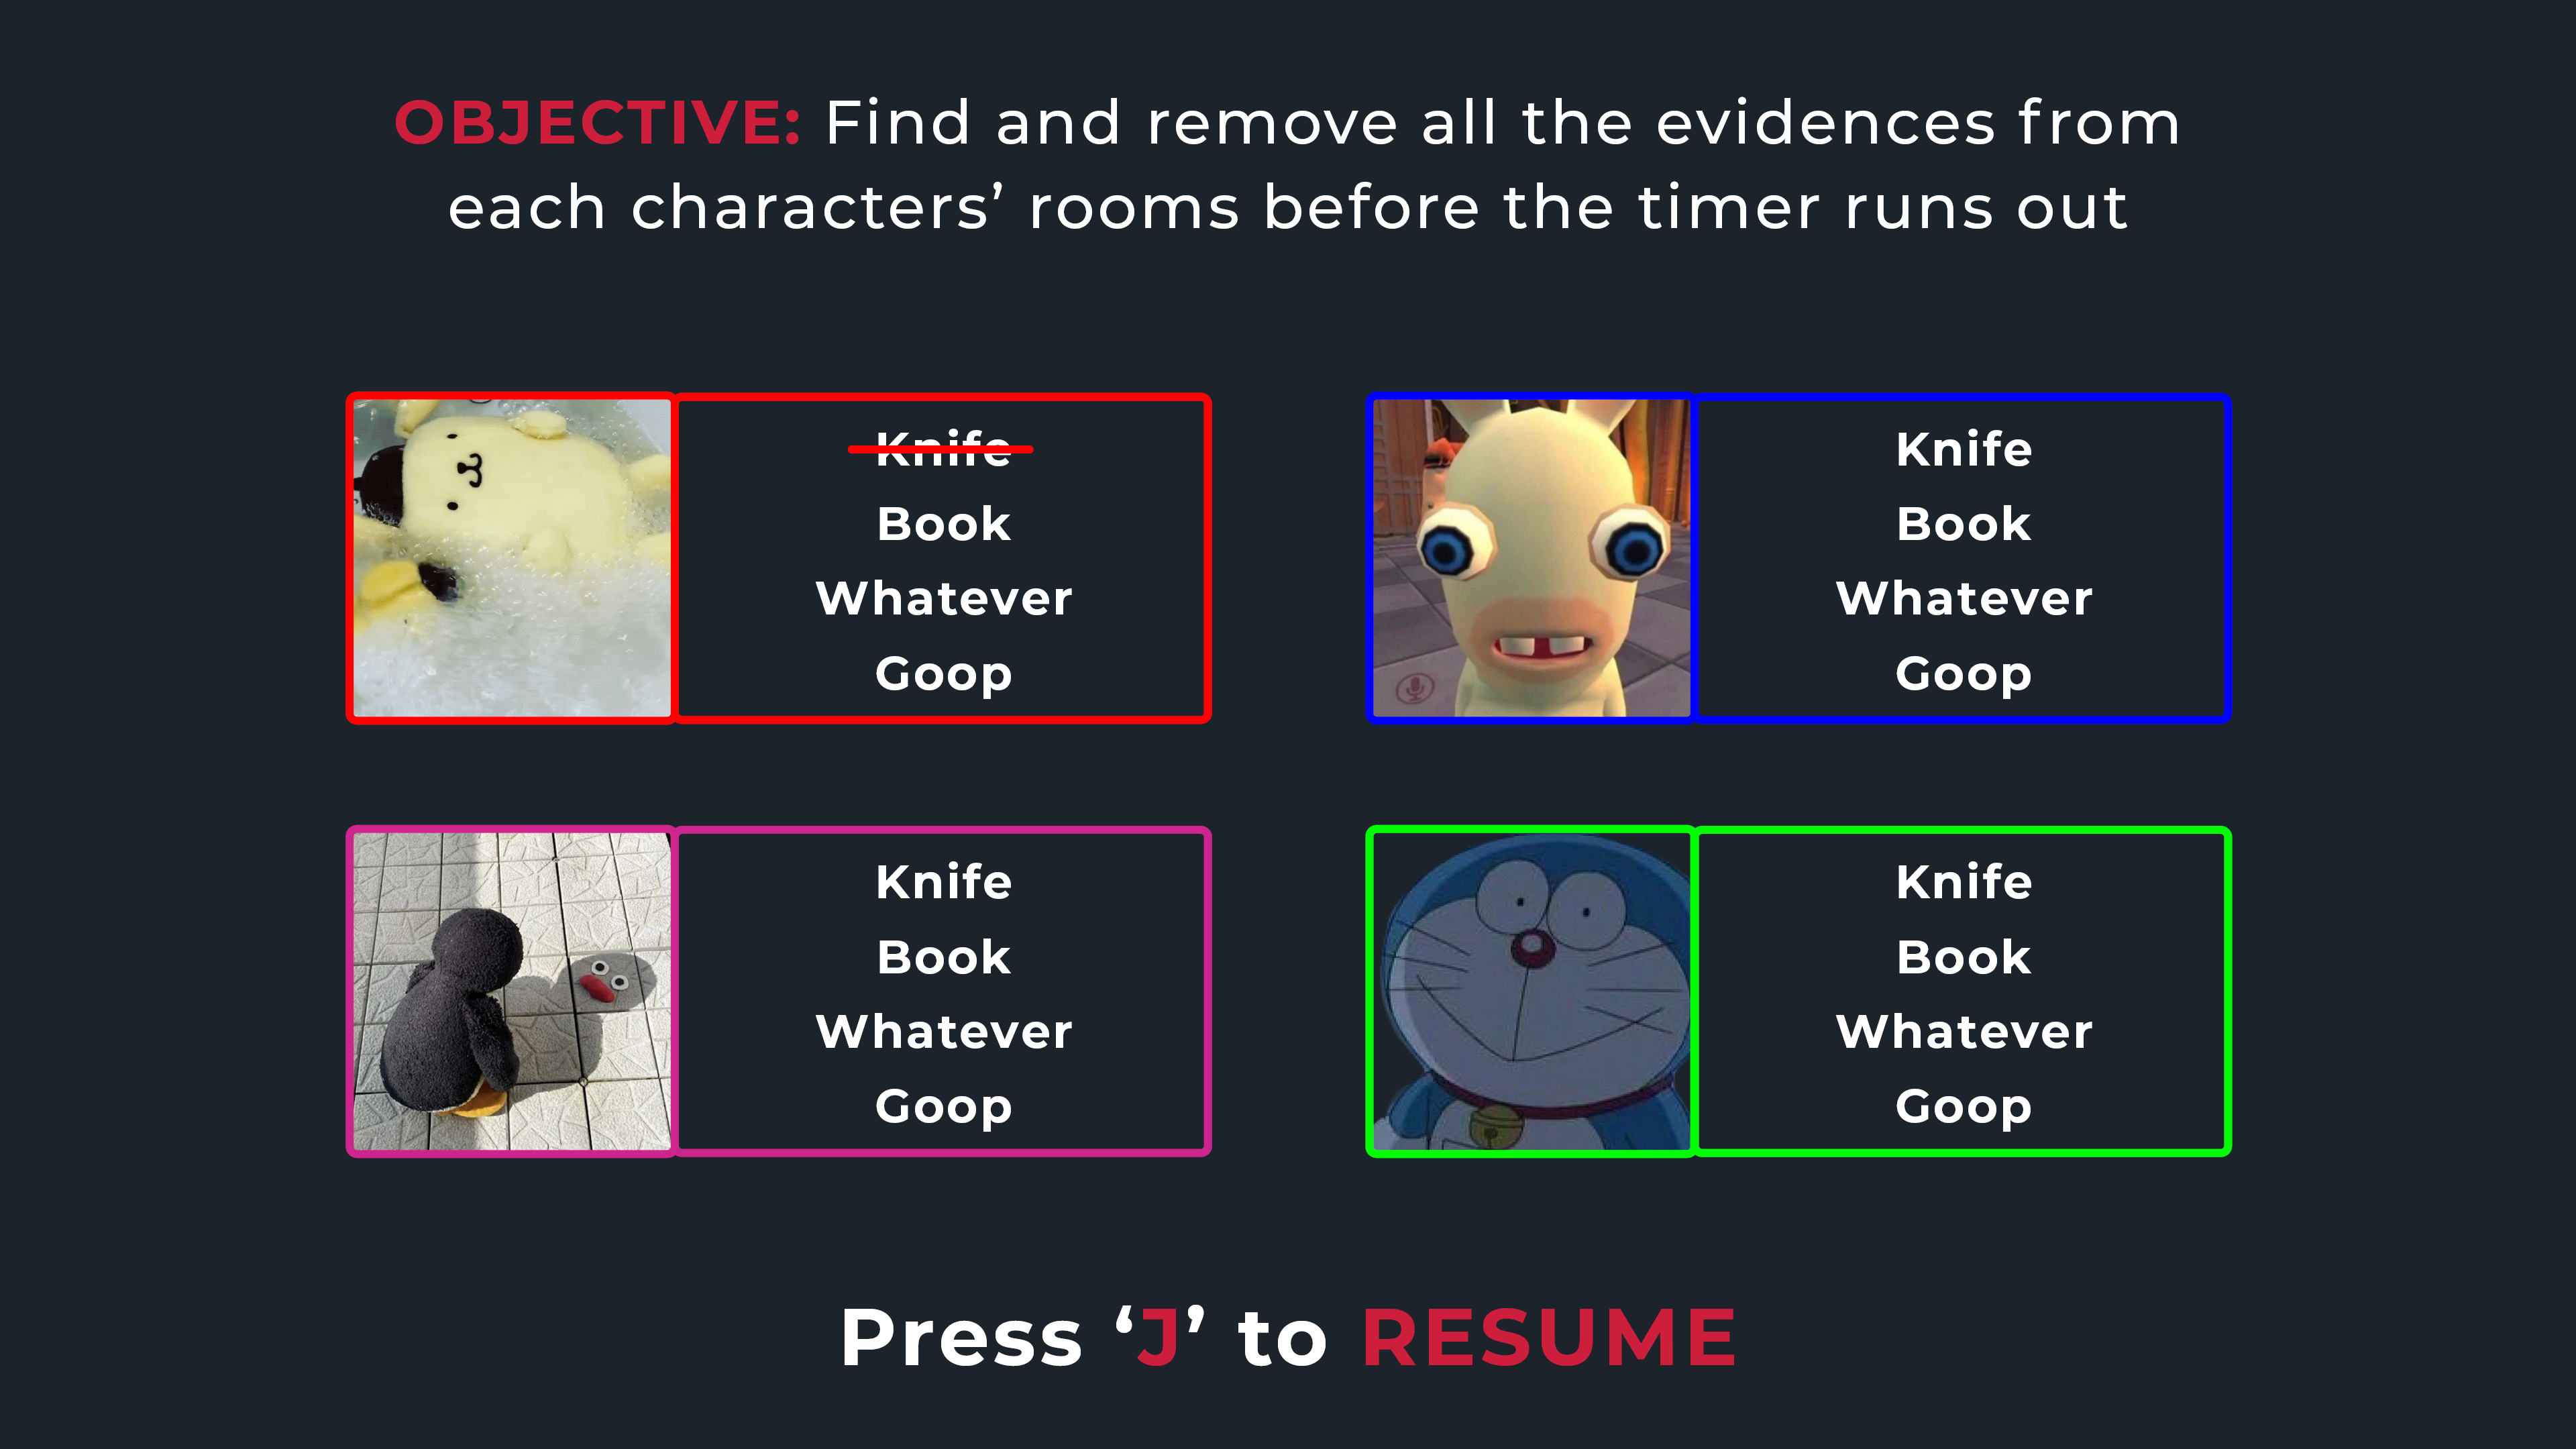 OBJECTIVE: Find and remove all the evidences from
each characters’ rooms before the timer runs out
Knife
Book
Whatever
Goop
Knife
Book
Whatever
Goop
Knife
Book
Whatever
Goop
Knife
Book
Whatever
Goop
Press ‘J’ to RESUME